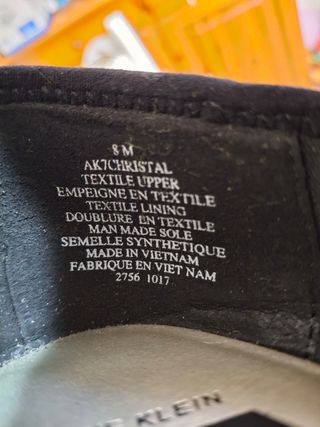 8 M
AK7CHRISTAL
TEXTILE UPPER
EMPEIGNE EN TEXTILE
TEXTILE LINING
DOUBLURE EN TEXTILE
MAN MADE SOLE
SEMELLE SYNTHETIQUE
MADE IN VIETNAM
FABRIQUE EN VIET NAM
2756 1017
KLEIN